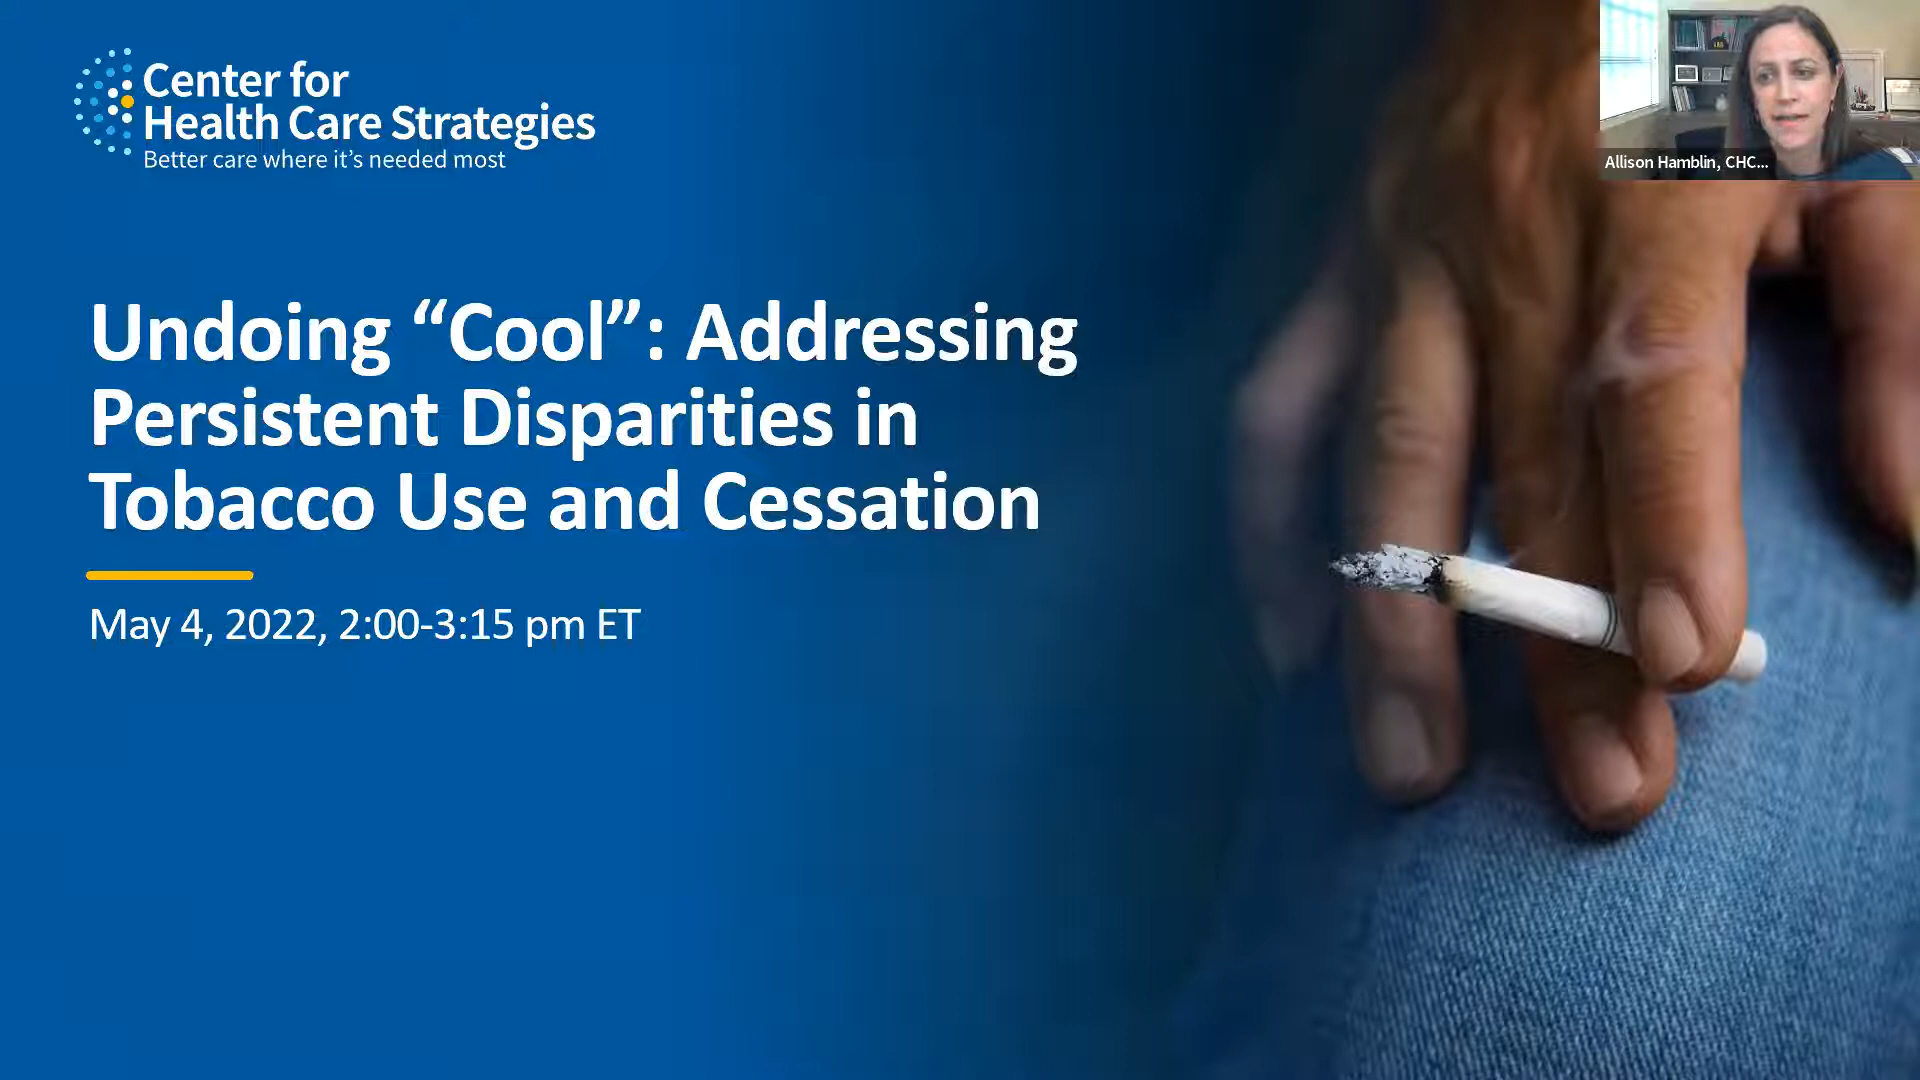 Center for
Health Care Strategies
Better care where it’s needed most
Allison Hamblin, CHC...
Undoing “Cool”: Addressing
Persistent Disparities in
Tobacco Use and Cessation
May 4, 2022, 2:00-3:15 pm ET